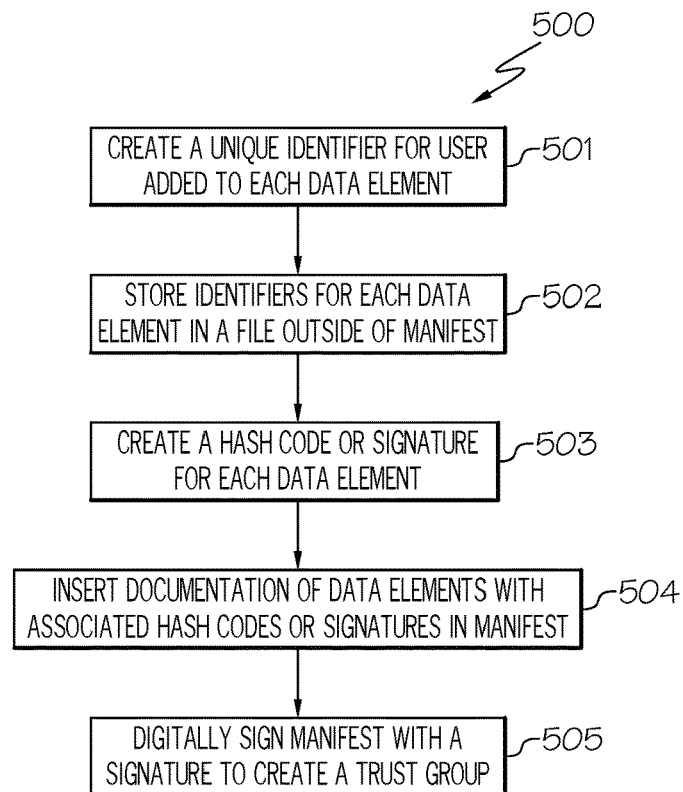 500
CREATE A UNIQUE IDENTIFIER FOR USER
ADDED TO EACH DATA ELEMENT
501
STORE IDENTIFIERS FOR EACH DATA
ELEMENT IN A FILE OUTSIDE OF MANIFEST
502
CREATE A HASH CODE OR SIGNATURE
FOR EACH DATA ELEMENT
503
INSERT DOCUMENTATION OF DATA ELEMENTS WITH
ASSOCIATED HASH CODES OR SIGNATURES IN MANIFEST
504
DIGITALLY SIGN MANIFEST WITH A
SIGNATURE TO CREATE A TRUST GROUP
505